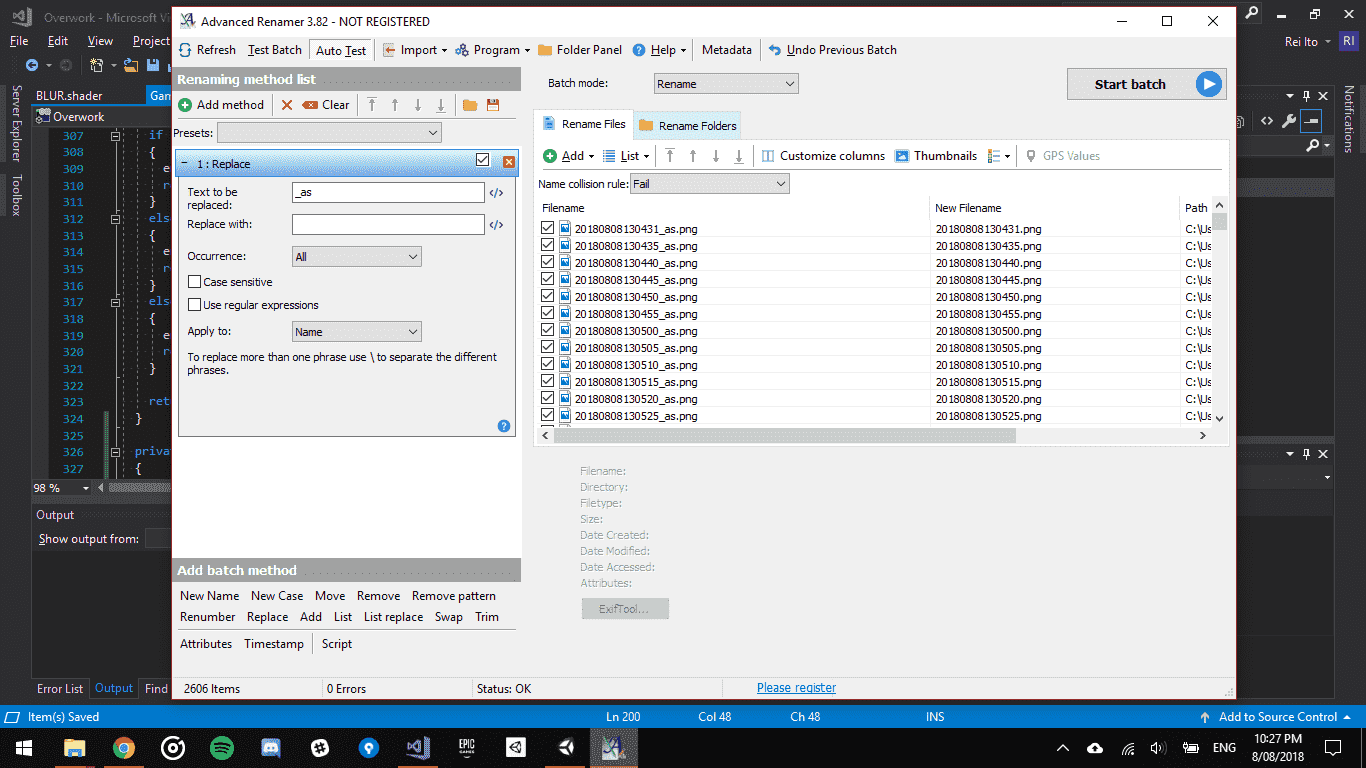 Overwork - Microsoft Vi
Advanced Renamer 3.82 - NOT REGISTERED
File Edit View Project
Rei Ito RI
Refresh Test Batch Auto Test Import Program Folder Panel Help Metadata Undo Previous Batch
Renaming method list
Batch mode: Rename Start batch
BLUR.shader Gam
Add method Clear
Overwork
Presets:
Rename Files Rename Folders
Add List Customize columns Thumbnails GPS Values
1 : Replace
Name collision rule: Fail
Text to be replaced: _as
Replace with:
Occurrence: All
Case sensitive
Use regular expressions
Apply to: Name
To replace more than one phrase use \ to separate the different
phrases.
Filename New Filename Path
20180808130431_as.png 20180808130431.png C:\Us
20180808130435_as.png 20180808130435.png C:\Us
20180808130440_as.png 20180808130440.png C:\Us
20180808130445_as.png 20180808130445.png C:\Us
20180808130450_as.png 20180808130450.png C:\Us
20180808130455_as.png 20180808130455.png C:\Us
20180808130500_as.png 20180808130500.png C:\Us
20180808130505_as.png 20180808130505.png C:\Us
20180808130510_as.png 20180808130510.png C:\Us
20180808130515_as.png 20180808130515.png C:\Us
20180808130520_as.png 20180808130520.png C:\Us
20180808130525_as.png 20180808130525.png C:\Us
Server Explorer
Toolbox
Notifications
307 if
308 {
309 e
310 re
311 }
312 else
313 {
314 e
315 re
316 }
317 else
318 {
319 e
320 re
321 }
322
323 ret
324 }
325
326 priva
327 {
98 %
Output
Show output from:
Filename:
Directory:
Filetype:
Size:
Date Created:
Date Modified:
Date Accessed:
Attributes:
ExifTool...
Add batch method
New Name New Case Move Remove Remove pattern
Renumber Replace Add List List replace Swap Trim
Attributes Timestamp Script
Error List Output Find
2606 Items 0 Errors Status: OK Please register
Item(s) Saved Ln 200 Col 48 Ch 48 INS Add to Source Control
EPIC
GAMES
ENG
10:27 PM
8/08/2018